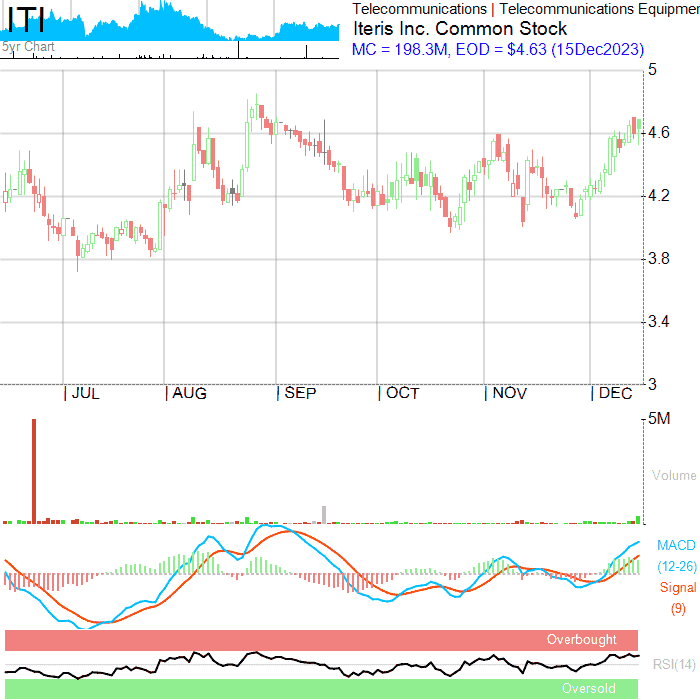 ITI
5yr Chart
Telecommunications | Telecommunications Equipmen
Iteris Inc. Common Stock
MC = 198.3M, EOD = $4.63 (15Dec2023)
5
4.6
4.2
3.8
3.4
3
JUL AUG SEP OCT NOV DEC
5M
Volume
MACD
(12-26)
Signal
(9)
Overbought
RSI(14)
Oversold